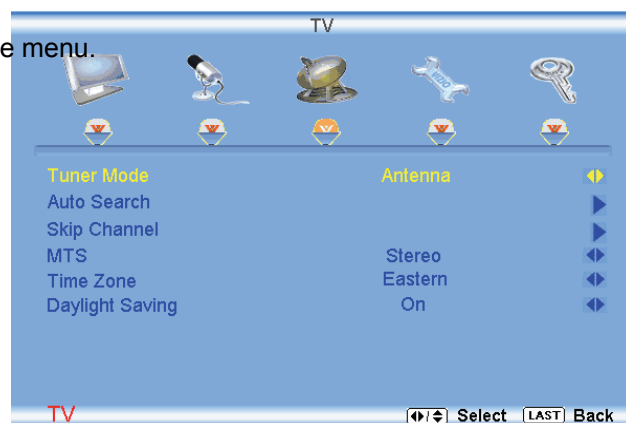 TV
e menu.
VIZIO
Tuner Mode Antenna
Auto Search
Skip Channel
MTS Stereo
Time Zone Eastern
Daylight Saving On
TV / Select LAST Back